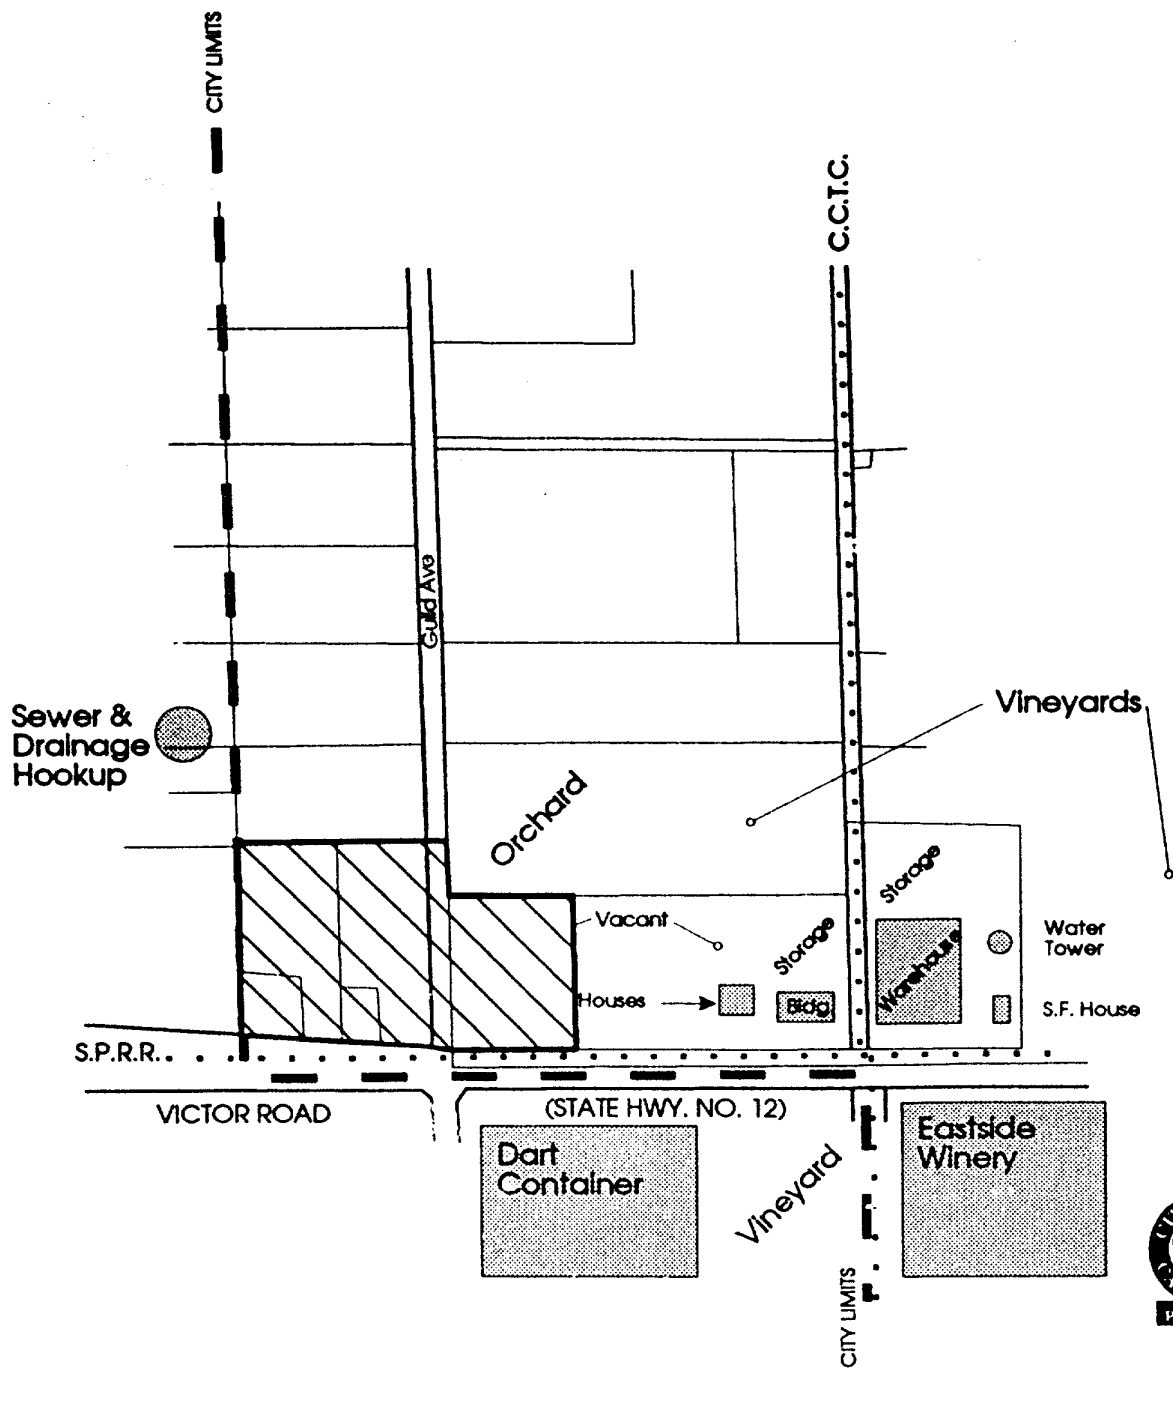 CITY LIMITS
C.C.T.C.
Guild Ave
Sewer &
Drainage
Hookup
Vineyards
Orchard
Storage
Vacant
Storage
Warehouse
Water
Tower
Houses
Bldg
S.F. House
S.P.R.R.
VICTOR ROAD
(STATE HWY. NO. 12)
Dart
Container
Vineyard
Eastside
Winery
CITY LIMITS